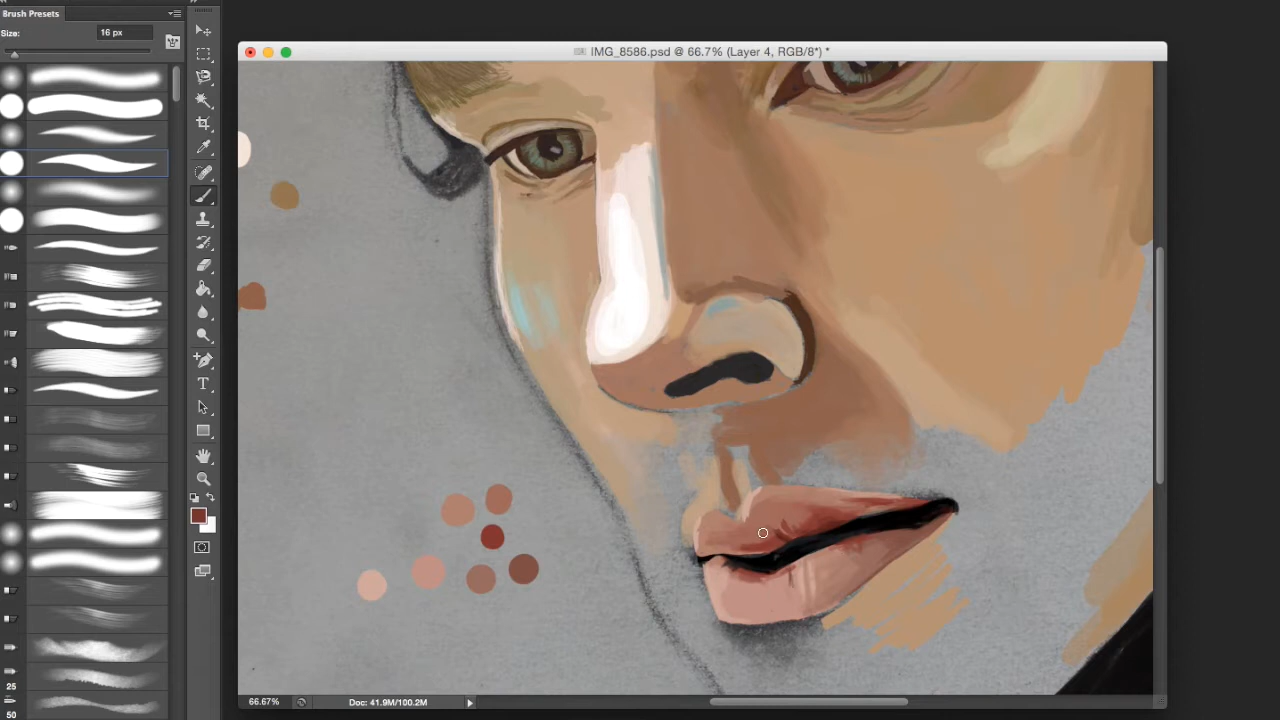 Brush Presets
Size:
16 px
IMG_8586.psd @ 66.7% (Layer 4, RGB/8*) *
T
25
50
66.67%
Doc: 41.9M/100.2M